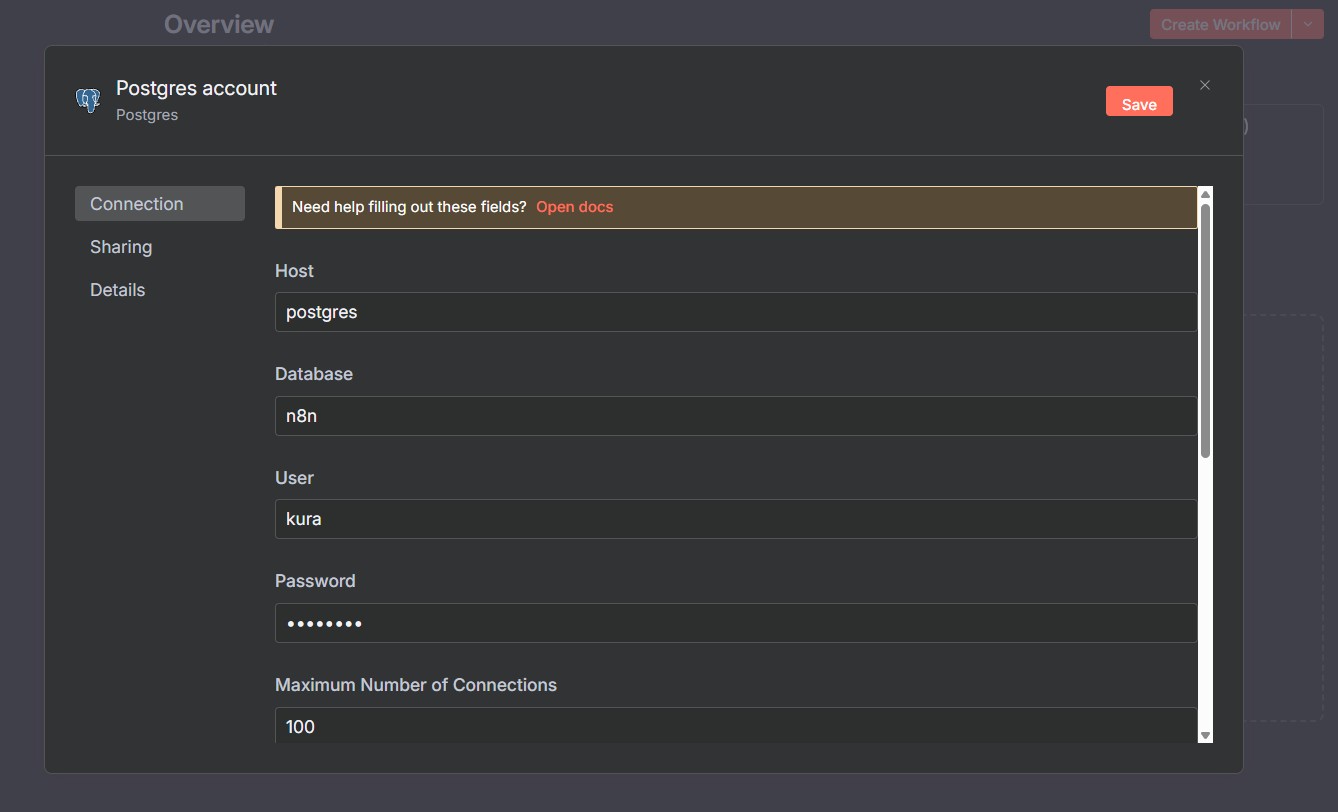 Overview
Create Workflow
Postgres account
Postgres
Save
Connection
Sharing
Details
Need help filling out these fields? Open docs
Host
postgres
Database
n8n
User
kura
Password
••••••••
Maximum Number of Connections
100
)